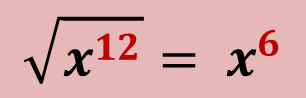 √x¹² = x⁶